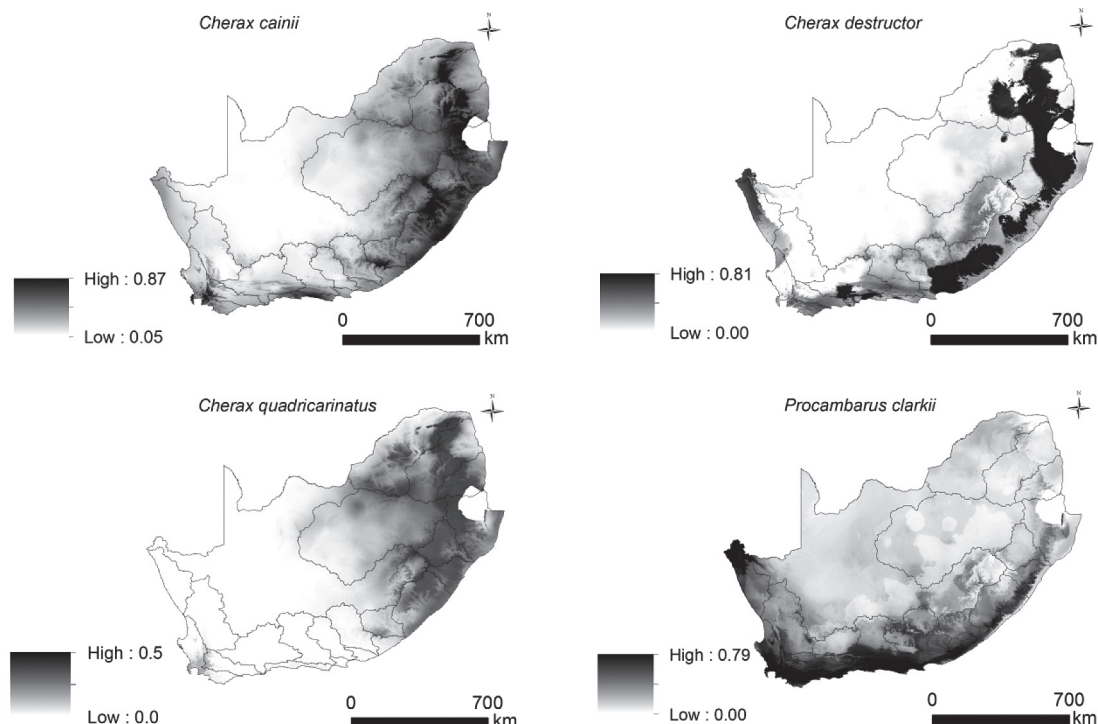 Cherax cainii
N
High : 0.87
Low : 0.05
0 700
km
Cherax destructor
N
High : 0.81
Low : 0.00
0 700
km
Cherax quadricarinatus
N
High : 0.5
Low : 0.0
0 700
km
Procambarus clarkii
N
High : 0.79
Low : 0.00
0 700
km